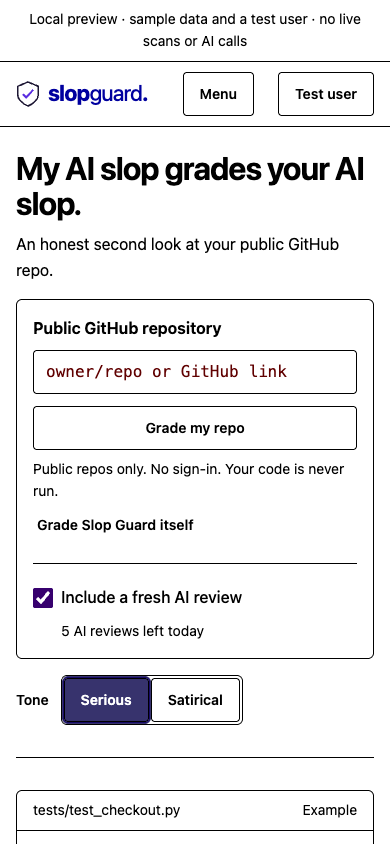 Local preview · sample data and a test user · no live
scans or AI calls
slopguard.
Menu
Test user
My AI slop grades your AI
slop.
An honest second look at your public GitHub
repo.
Public GitHub repository
owner/repo or GitHub link
Grade my repo
Public repos only. No sign-in. Your code is never
run.
Grade Slop Guard itself
Include a fresh AI review
5 AI reviews left today
Tone
Serious
Satirical
tests/test_checkout.py
Example